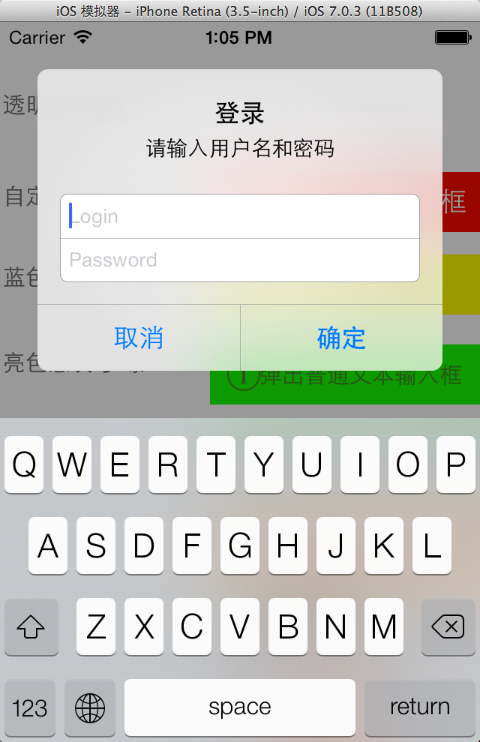 iOS 模拟器 - iPhone Retina (3.5-inch) / iOS 7.0.3 (11B508)
Carrier 1:05 PM
透明
登录
请输入用户名和密码
自定
框
Login
蓝色
Password
取消 确定
亮色
弹出普通文本输入框
Q W E R T Y U I O P
A S D F G H J K L
Z X C V B N M
123 space return